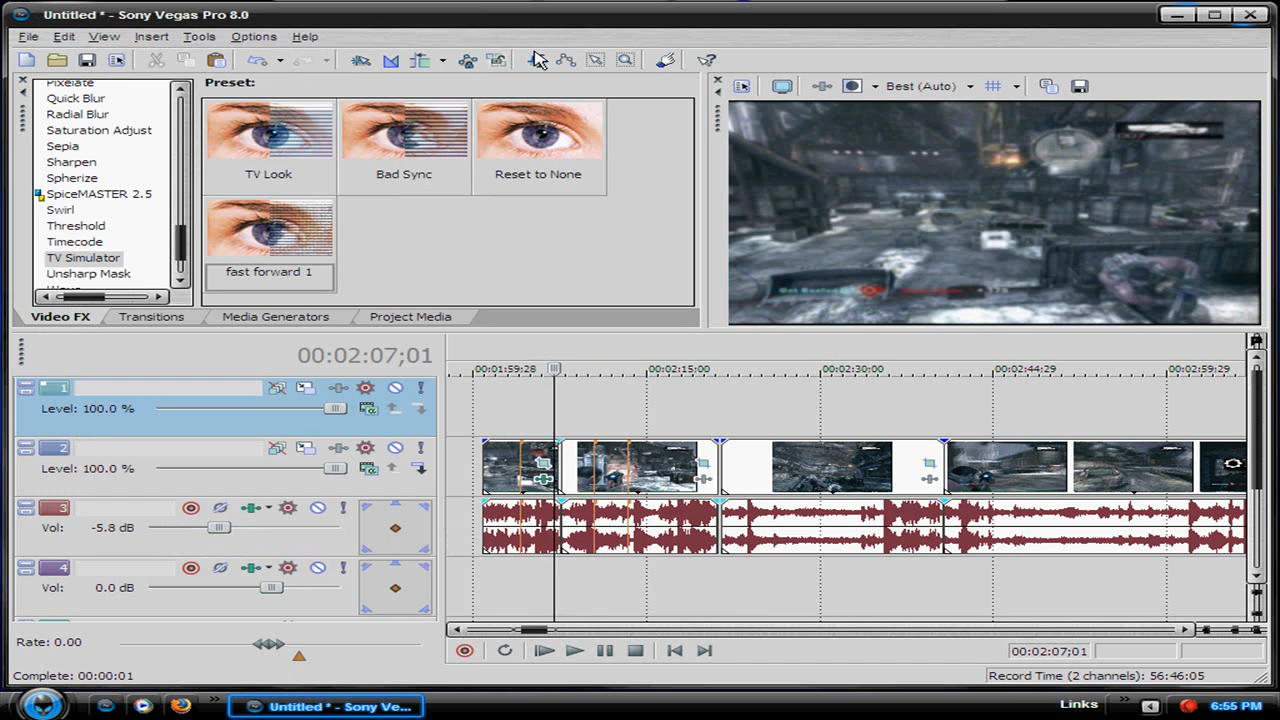 Untitled * - Sony Vegas Pro 8.0
File Edit View Insert Tools Options Help
Pixelate
Quick Blur
Radial Blur
Saturation Adjust
Sepia
Sharpen
Spherize
SpiceMASTER 2.5
Swirl
Threshold
Timecode
TV Simulator
Unsharp Mask
Preset:
TV Look
Bad Sync
Reset to None
fast forward 1
Best (Auto)
Video FX Transitions Media Generators Project Media
00:02:07;01
00:01:59:28 00:02:15:00 00:02:30:00 00:02:44:29 00:02:59:29
1
Level: 100.0 %
2
Level: 100.0 %
3
Vol: -5.8 dB
4
Vol: 0.0 dB
Rate: 0.00
00:02:07;01
Complete: 00:00:01
Record Time (2 channels): 56:46:05
Untitled * - Sony Ve...
Links
6:55 PM